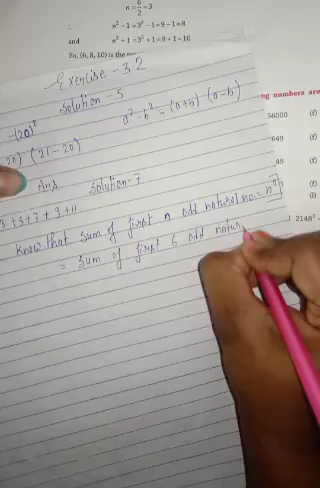 n = 6/2 = 3
∴ n² − 1 = 3² − 1 = 9 − 1 = 8
and n² + 1 = 3² + 1 = 9 + 1 = 10
So, (6, 8, 10) is the
Exercise - 3.2
Solution - 5
ng numbers are
-(20)²
a² - b² = (a+b) (a-b)
56000 (f)
20) (21-20)
649 (f)
Ans
Solution - 7
49 (f)
3+5+7+9+11
(f)
know that sum of first n odd natural no = n²
(l)
= Sum of first 6 odd natur
2148²